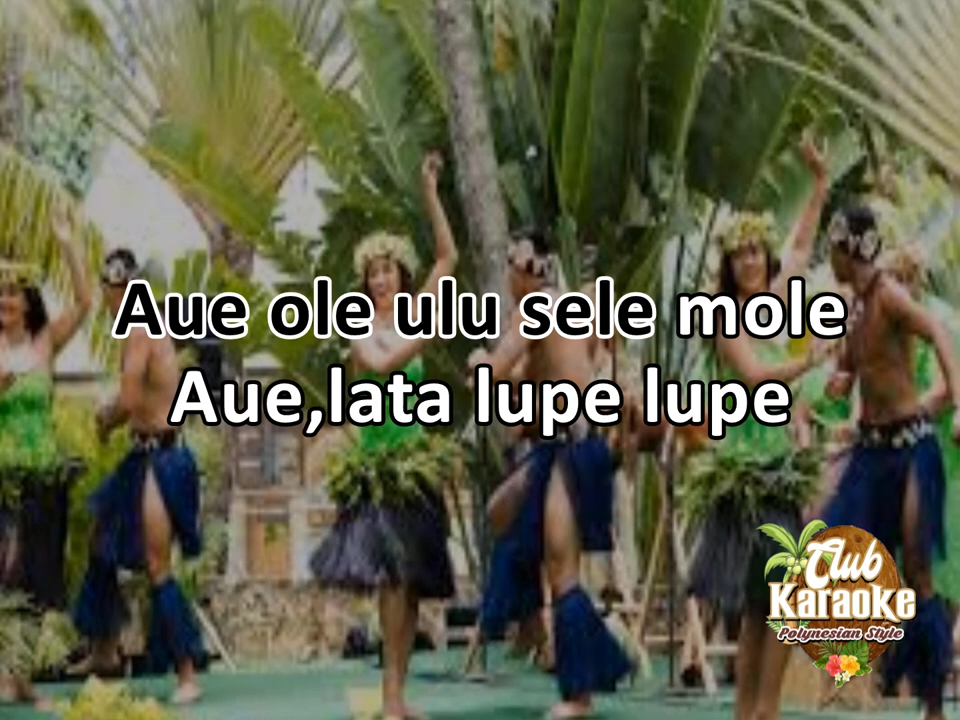 Aue ole ulu sele mole
Aue,lata lupe lupe
Club
Karaoke
Polynesian Style